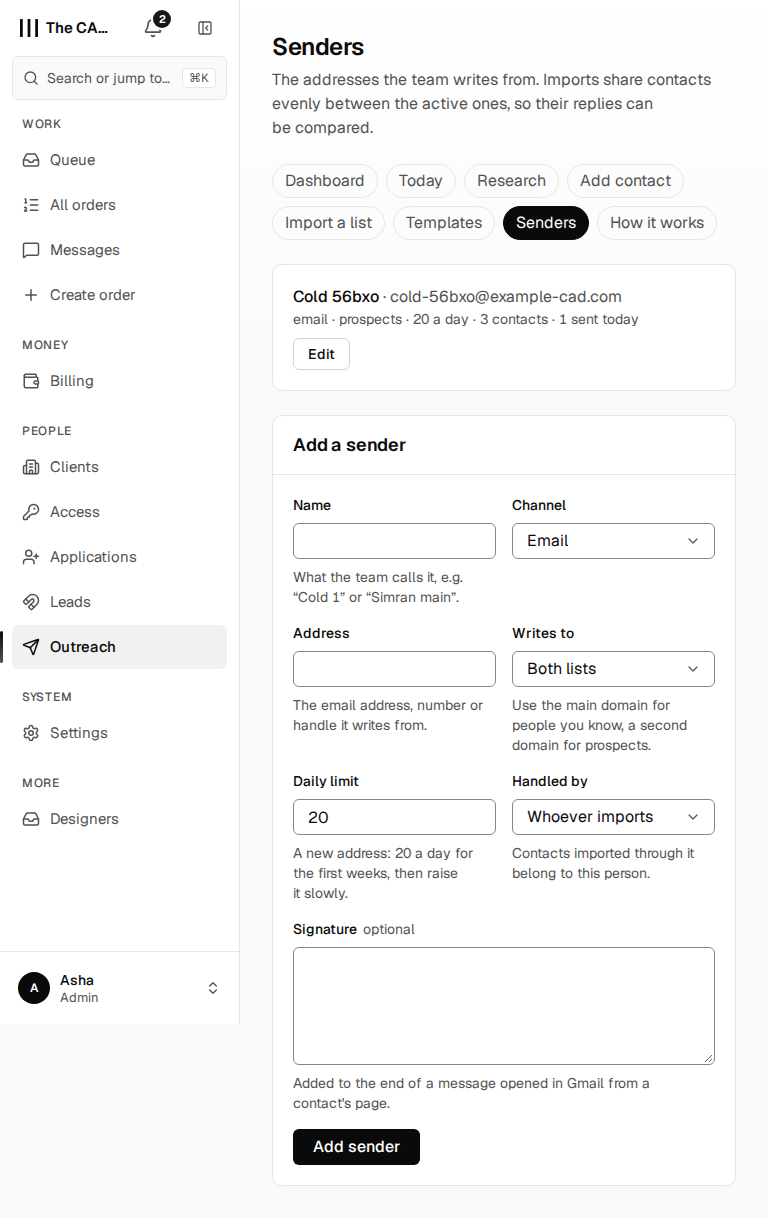 The CA...
2
Search or jump to... ⌘K
WORK
Queue
All orders
Messages
Create order
MONEY
Billing
PEOPLE
Clients
Access
Applications
Leads
Outreach
SYSTEM
Settings
MORE
Designers
A
Asha
Admin
Senders
The addresses the team writes from. Imports share contacts
evenly between the active ones, so their replies can
be compared.
Dashboard Today Research Add contact
Import a list Templates Senders How it works
Cold 56bxo · cold-56bxo@example-cad.com
email · prospects · 20 a day · 3 contacts · 1 sent today
Edit
Add a sender
Name
What the team calls it, e.g.
“Cold 1” or “Simran main”.
Channel
Email
Address
The email address, number or
handle it writes from.
Writes to
Both lists
Use the main domain for
people you know, a second
domain for prospects.
Daily limit
20
A new address: 20 a day for
the first weeks, then raise
it slowly.
Handled by
Whoever imports
Contacts imported through it
belong to this person.
Signature optional
Added to the end of a message opened in Gmail from a
contact's page.
Add sender